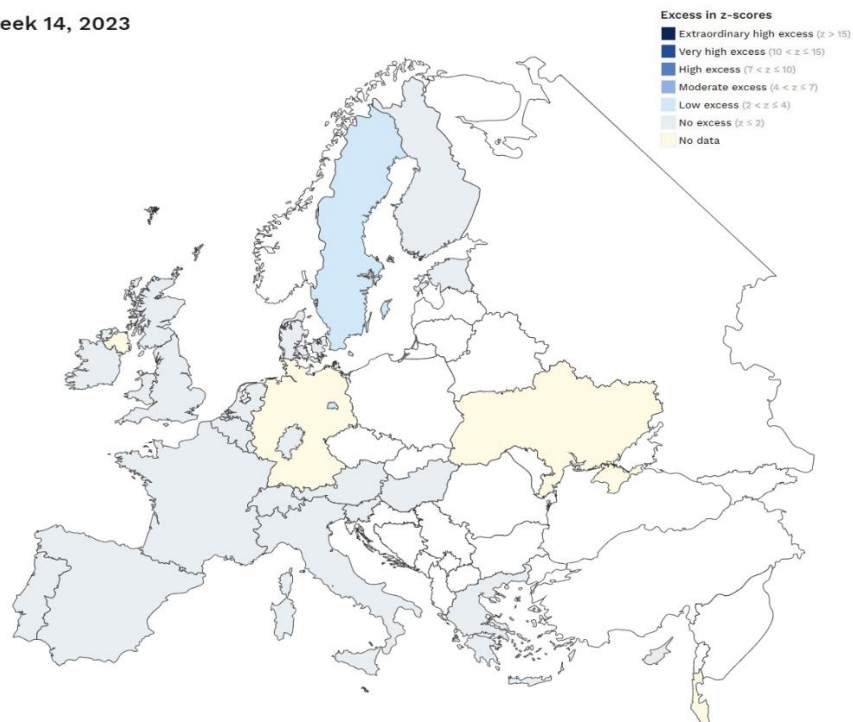 eek 14, 2023
Excess in z-scores
Extraordinary high excess (z > 15)
Very high excess (10 < z ≤ 15)
High excess (7 < z ≤ 10)
Moderate excess (4 < z ≤ 7)
Low excess (2 < z ≤ 4)
No excess (z ≤ 2)
No data